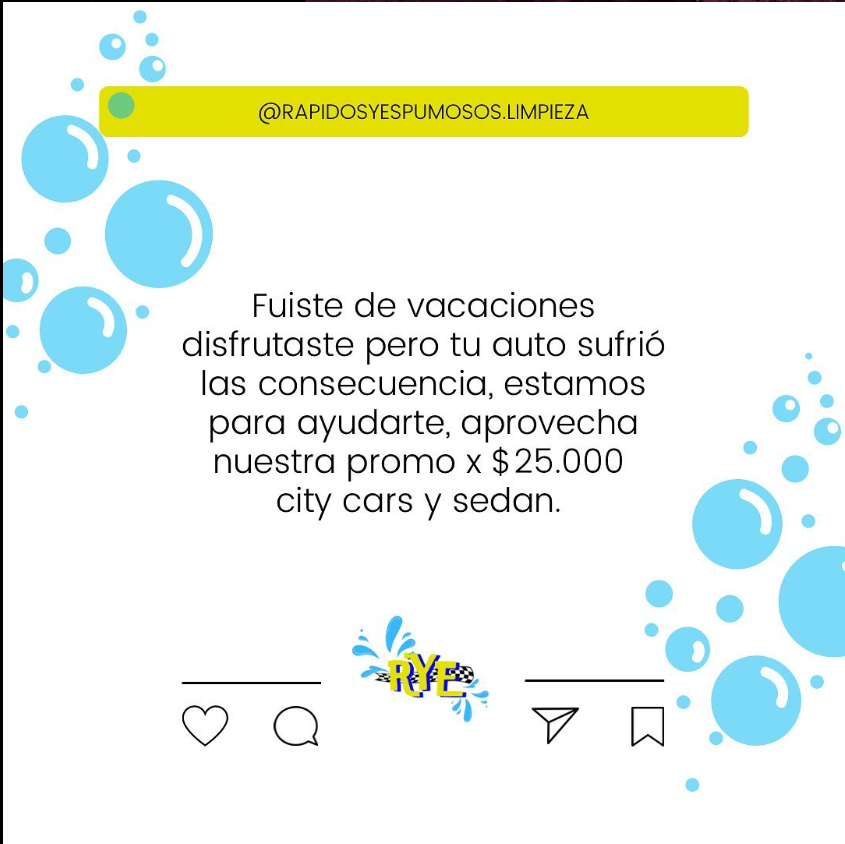 @RAPIDOSYESPUMOSOS.LIMPIEZA
Fuiste de vacaciones
disfrutaste pero tu auto sufrió
las consecuencia, estamos
para ayudarte, aprovecha
nuestra promo x $25.000
city cars y sedan.
RYE